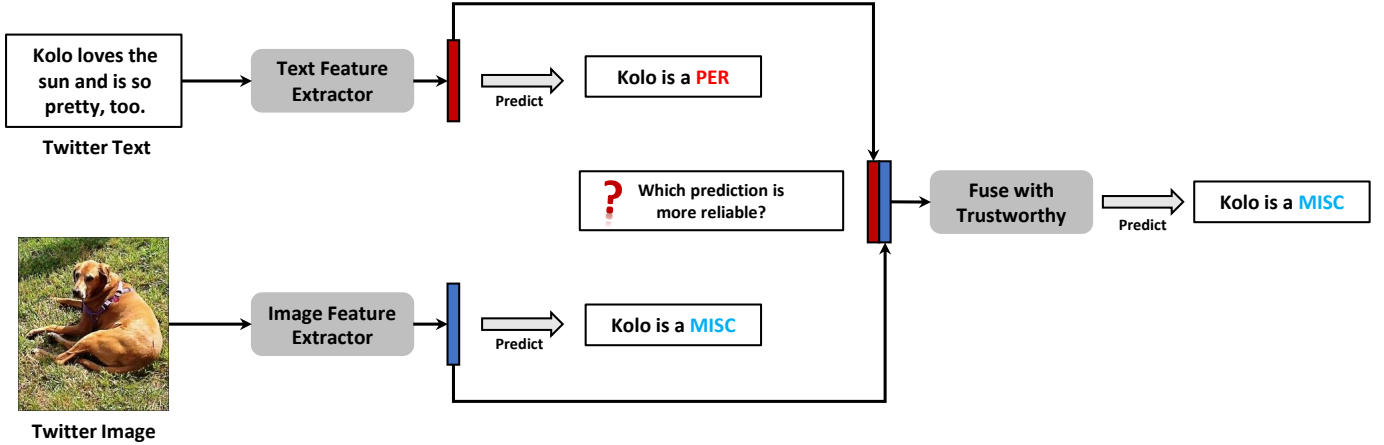 Kolo loves the
sun and is so
pretty, too.
Twitter Text
Text Feature
Extractor
Predict
Kolo is a PER
?
Which prediction is
more reliable?
Twitter Image
Image Feature
Extractor
Predict
Kolo is a MISC
Fuse with
Trustworthy
Predict
Kolo is a MISC